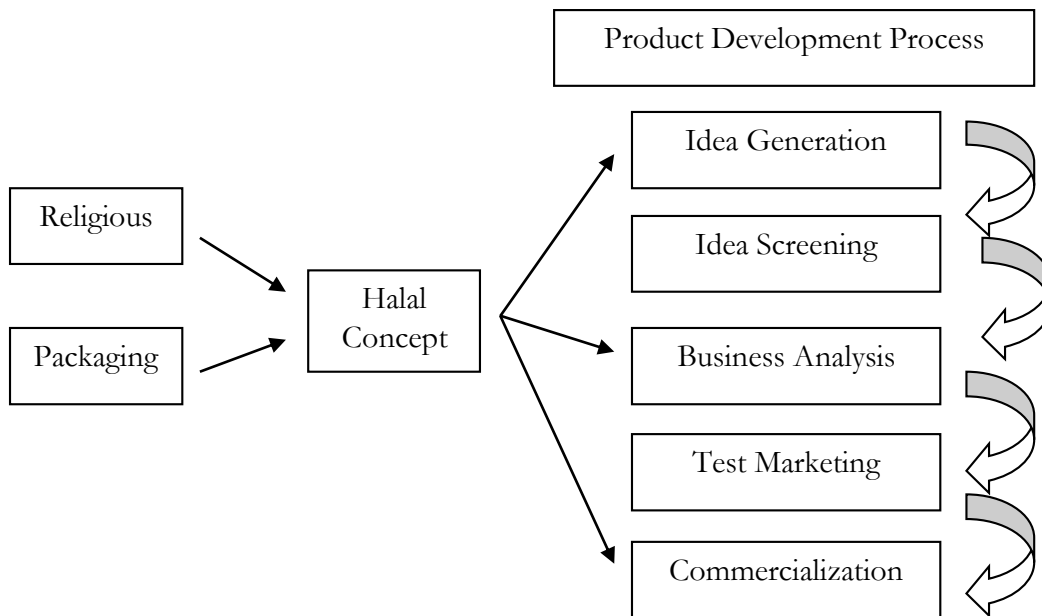 Product Development Process
Idea Generation
Religious
Idea Screening
Halal
Concept
Packaging
Business Analysis
Test Marketing
Commercialization